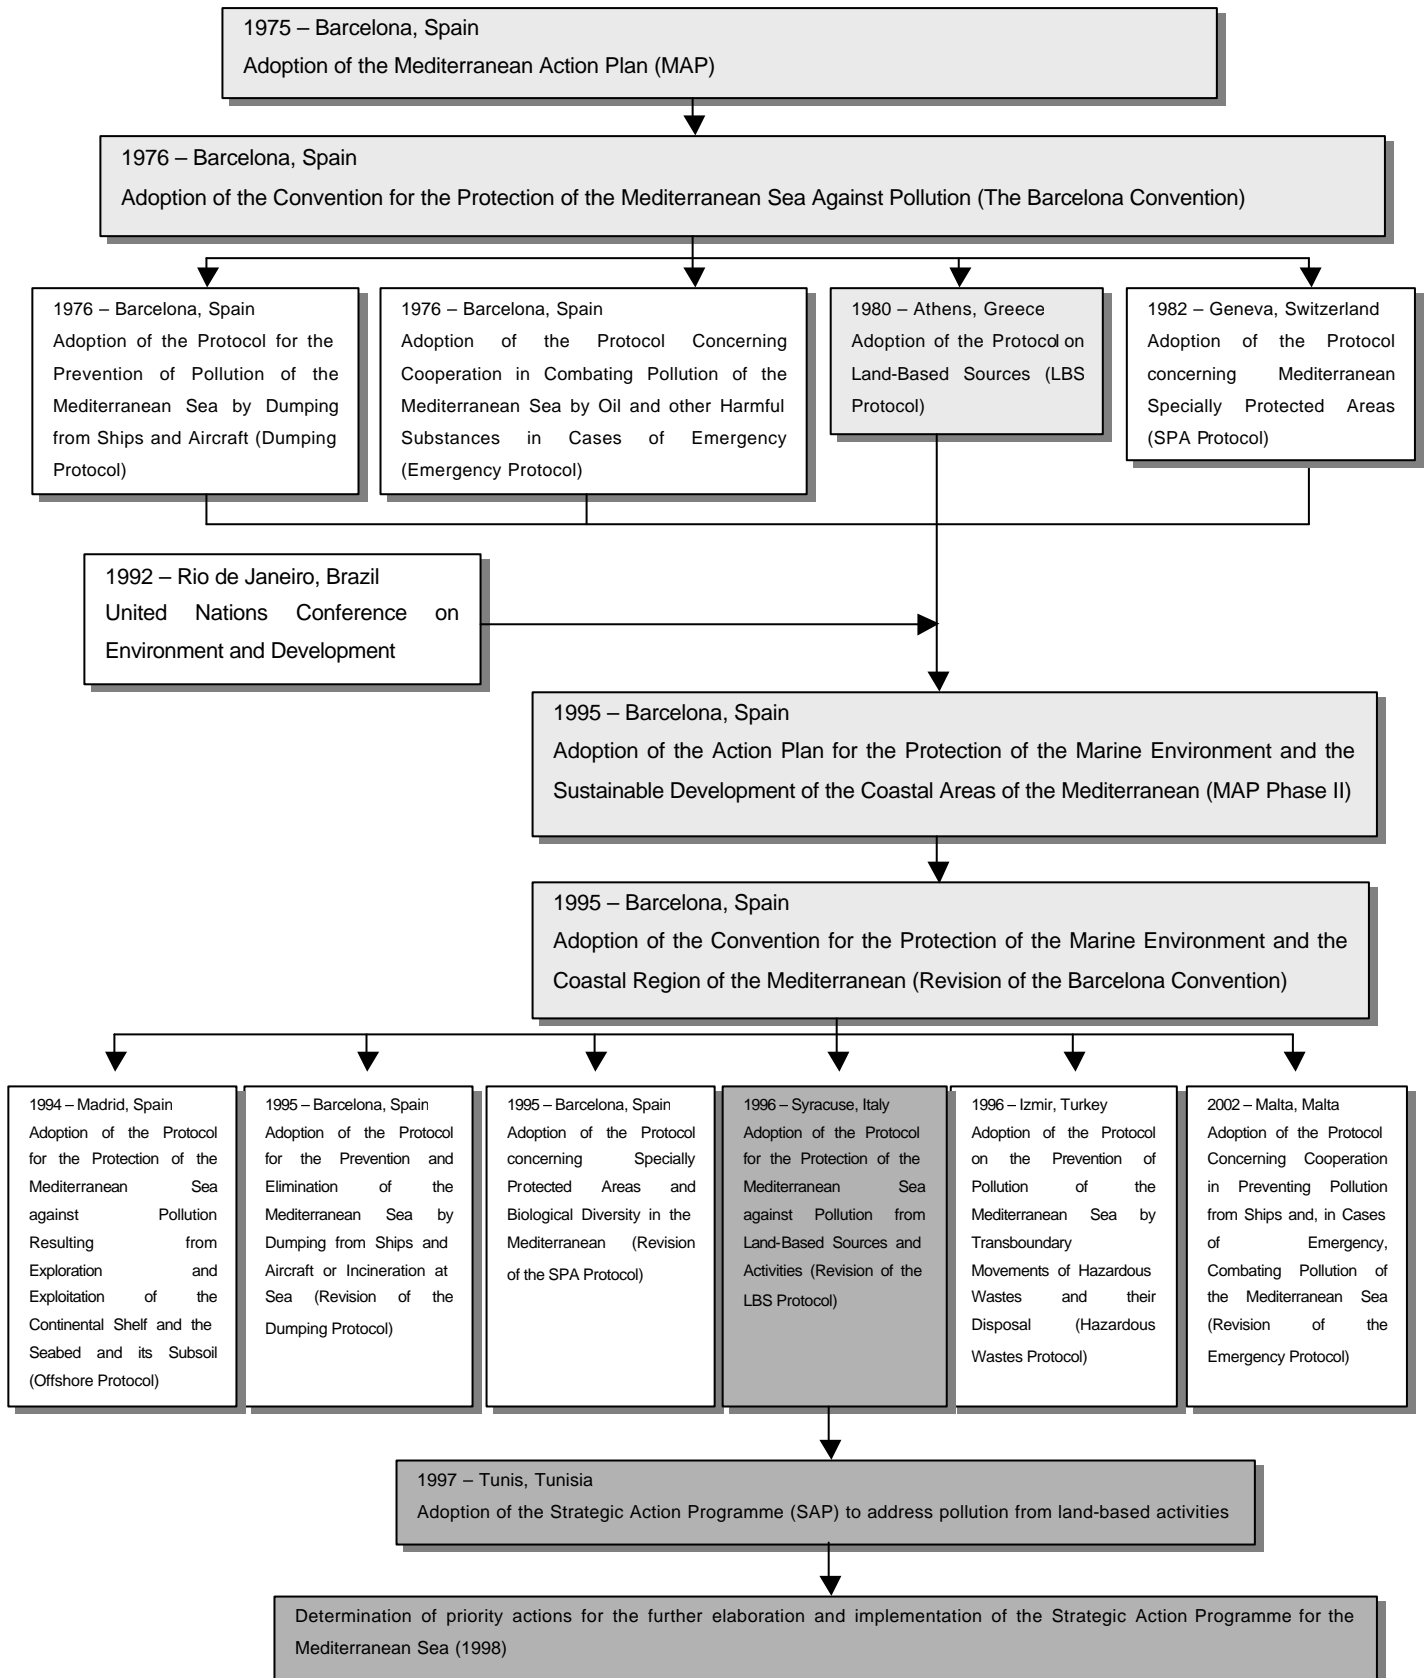 1975 – Barcelona, Spain
Adoption of the Mediterranean Action Plan (MAP)
1976 – Barcelona, Spain
Adoption of the Convention for the Protection of the Mediterranean Sea Against Pollution (The Barcelona Convention)
1976 – Barcelona, Spain
Adoption of the Protocol for the
Prevention of Pollution of the
Mediterranean Sea by Dumping
from Ships and Aircraft (Dumping
Protocol)
1976 – Barcelona, Spain
Adoption of the Protocol Concerning
Cooperation in Combating Pollution of the
Mediterranean Sea by Oil and other Harmful
Substances in Cases of Emergency
(Emergency Protocol)
1980 – Athens, Greece
Adoption of the Protocol on
Land-Based Sources (LBS
Protocol)
1982 – Geneva, Switzerland
Adoption of the Protocol
concerning Mediterranean
Specially Protected Areas
(SPA Protocol)
1992 – Rio de Janeiro, Brazil
United Nations Conference on
Environment and Development
1995 – Barcelona, Spain
Adoption of the Action Plan for the Protection of the Marine Environment and the
Sustainable Development of the Coastal Areas of the Mediterranean (MAP Phase II)
1995 – Barcelona, Spain
Adoption of the Convention for the Protection of the Marine Environment and the
Coastal Region of the Mediterranean (Revision of the Barcelona Convention)
1994 – Madrid, Spain
Adoption of the Protocol
for the Protection of the
Mediterranean Sea
against Pollution
Resulting from
Exploration and
Exploitation of the
Continental Shelf and the
Seabed and its Subsoil
(Offshore Protocol)
1995 – Barcelona, Spain
Adoption of the Protocol
for the Prevention and
Elimination of the
Mediterranean Sea by
Dumping from Ships and
Aircraft or Incineration at
Sea (Revision of the
Dumping Protocol)
1995 – Barcelona, Spain
Adoption of the Protocol
concerning Specially
Protected Areas and
Biological Diversity in the
Mediterranean (Revision
of the SPA Protocol)
1996 – Syracuse, Italy
Adoption of the Protocol
for the Protection of the
Mediterranean Sea
against Pollution from
Land-Based Sources and
Activities (Revision of the
LBS Protocol)
1996 – Izmir, Turkey
Adoption of the Protocol
on the Prevention of
Pollution of the
Mediterranean Sea by
Transboundary
Movements of Hazardous
Wastes and their
Disposal (Hazardous
Wastes Protocol)
2002 – Malta, Malta
Adoption of the Protocol
Concerning Cooperation
in Preventing Pollution
from Ships and, in Cases
of Emergency,
Combating Pollution of
the Mediterranean Sea
(Revision of the
Emergency Protocol)
1997 – Tunis, Tunisia
Adoption of the Strategic Action Programme (SAP) to address pollution from land-based activities
Determination of priority actions for the further elaboration and implementation of the Strategic Action Programme for the
Mediterranean Sea (1998)